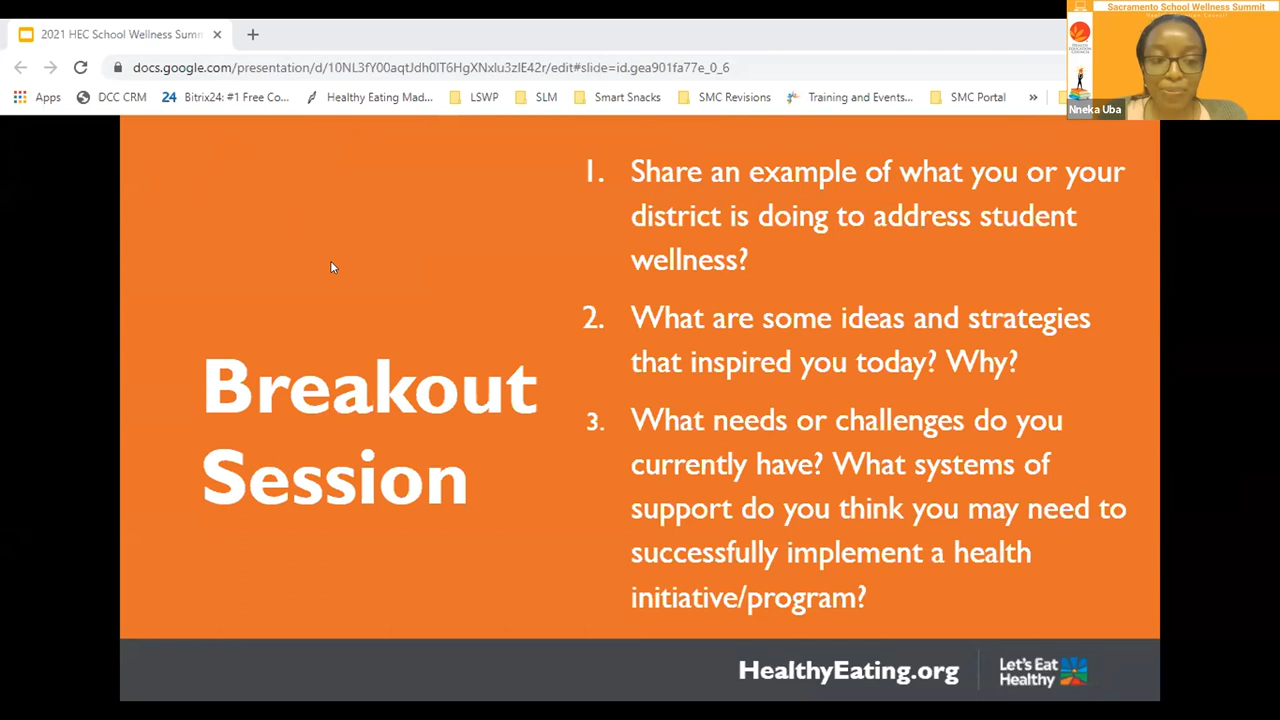 2021 HEC School Wellness Summ
docs.google.com/presentation/d/10NL3fY00aqtJdh0lT6HgXNxlu3zlE42r/edit#slide=id.gea901fa77e_0_6
Apps
DCC CRM
24 Bitrix24: #1 Free Co...
Healthy Eating Mad...
LSWP
SLM
Smart Snacks
SMC Revisions
Training and Events...
SMC Portal
»
Sacramento School Wellness Summit
Nneka Uba
Breakout
Session
1. Share an example of what you or your
district is doing to address student
wellness?
2. What are some ideas and strategies
that inspired you today? Why?
3. What needs or challenges do you
currently have? What systems of
support do you think you may need to
successfully implement a health
initiative/program?
HealthyEating.org
Let's Eat
Healthy